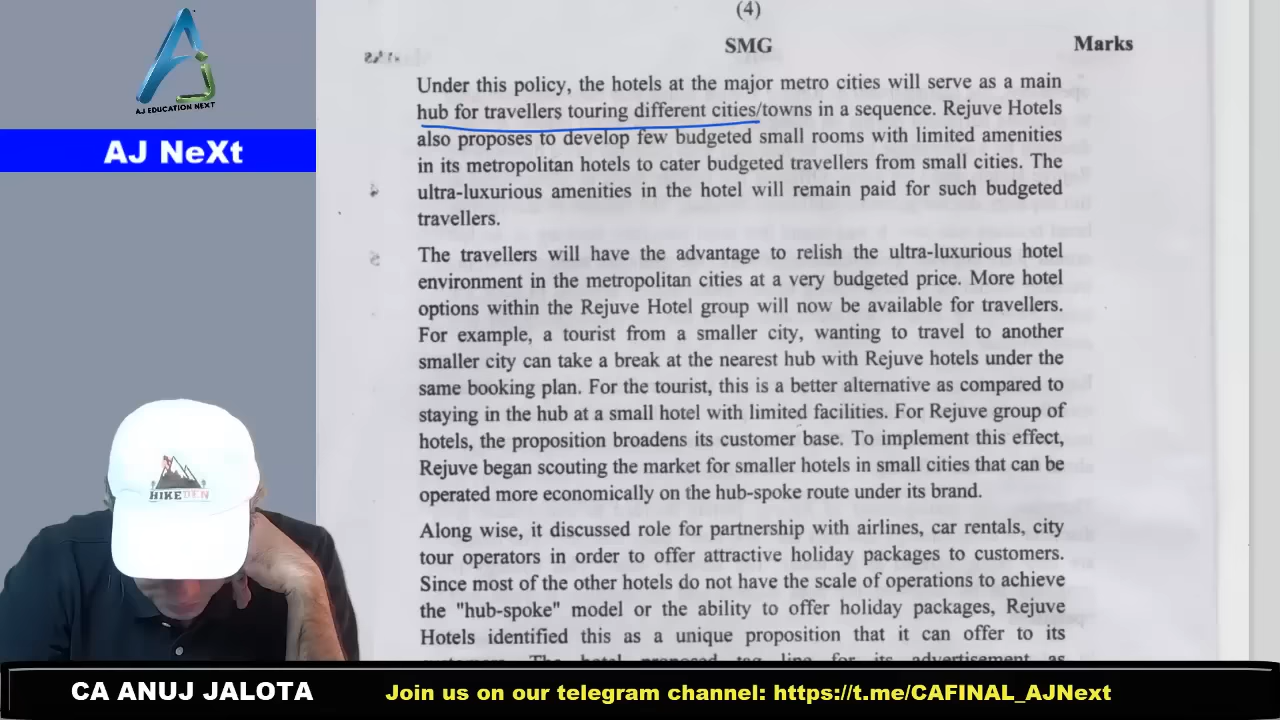 (4)
SMG
Marks
AJ EDUCATION NEXT
AJ NeXt
Under this policy, the hotels at the major metro cities will serve as a main
hub for travellers touring different cities/towns in a sequence. Rejuve Hotels
also proposes to develop few budgeted small rooms with limited amenities
in its metropolitan hotels to cater budgeted travellers from small cities. The
ultra-luxurious amenities in the hotel will remain paid for such budgeted
travellers.
The travellers will have the advantage to relish the ultra-luxurious hotel
environment in the metropolitan cities at a very budgeted price. More hotel
options within the Rejuve Hotel group will now be available for travellers.
For example, a tourist from a smaller city, wanting to travel to another
smaller city can take a break at the nearest hub with Rejuve hotels under the
same booking plan. For the tourist, this is a better alternative as compared to
staying in the hub at a small hotel with limited facilities. For Rejuve group of
hotels, the proposition broadens its customer base. To implement this effect,
Rejuve began scouting the market for smaller hotels in small cities that can be
operated more economically on the hub-spoke route under its brand.
Along wise, it discussed role for partnership with airlines, car rentals, city
tour operators in order to offer attractive holiday packages to customers.
Since most of the other hotels do not have the scale of operations to achieve
the "hub-spoke" model or the ability to offer holiday packages, Rejuve
Hotels identified this as a unique proposition that it can offer to its
HIKEDEN
CA ANUJ JALOTA
Join us on our telegram channel: https://t.me/CAFINAL_AJNext